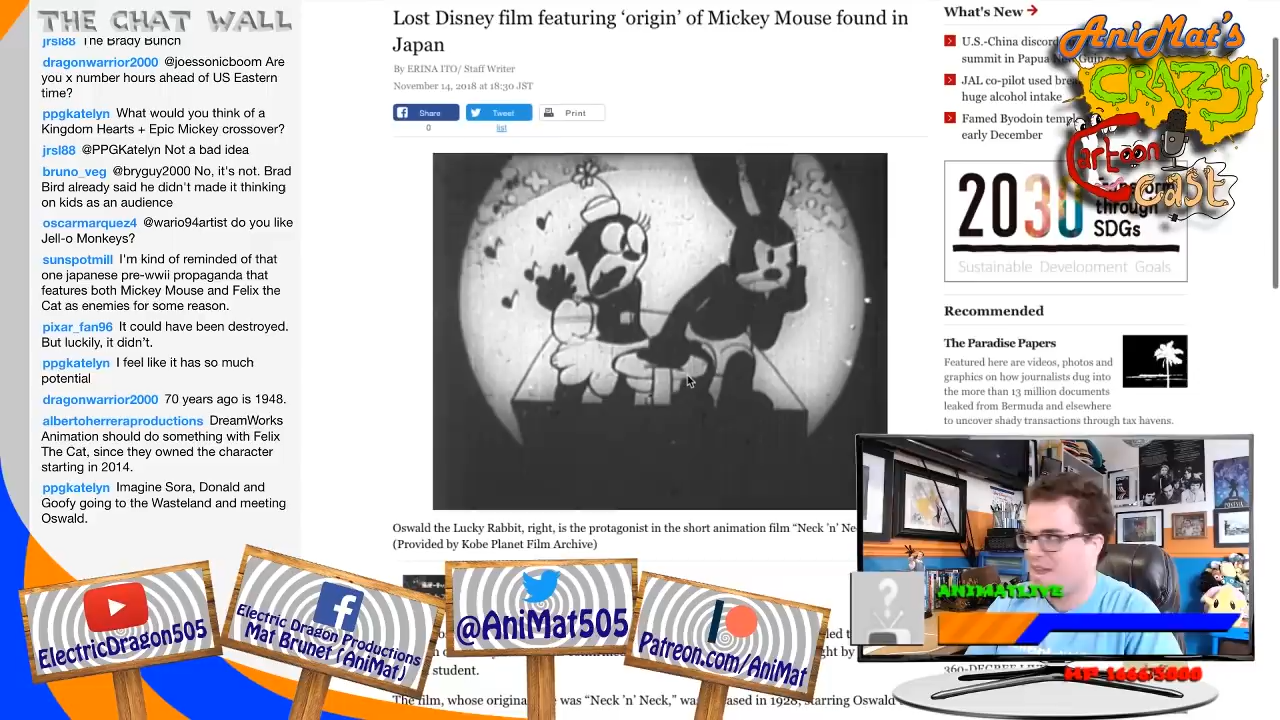 THE CHAT WALL
jrsl88 The Brady Bunch
dragonwarrior2000 @joessonicboom Are
you x number hours ahead of US Eastern
time?
ppgkatelyn What would you think of a
Kingdom Hearts + Epic Mickey crossover?
jrsl88 @PPGKatelyn Not a bad idea
bruno_veg @bryguy2000 No, it's not. Brad
Bird already said he didn't made it thinking
on kids as an audience
oscarmarquez4 @wario94artist do you like
Jell-o Monkeys?
sunspotmill I'm kind of reminded of that
one japanese pre-wwii propaganda that
features both Mickey Mouse and Felix the
Cat as enemies for some reason.
pixar_fan96 It could have been destroyed.
But luckily, it didn't.
ppgkatelyn I feel like it has so much
potential
dragonwarrior2000 70 years ago is 1948.
albertoherreraproductions DreamWorks
Animation should do something with Felix
The Cat, since they owned the character
starting in 2014.
ppgkatelyn Imagine Sora, Donald and
Goofy going to the Wasteland and meeting
Oswald.
Lost Disney film featuring ‘origin’ of Mickey Mouse found in
Japan
By ERINA ITO/ Staff Writer
November 14, 2018 at 18:30 JST
Share
Tweet
Print
0
list
Oswald the Lucky Rabbit, right, is the protagonist in the short animation film “Neck ’n’ Ne
(Provided by Kobe Planet Film Archive)
student.
The film, whose origina was “Neck ’n’ Neck,” wa ased in 1928, starring Oswald
What's New
U.S.-China discord
summit in Papua New Guin
JAL co-pilot used brea
huge alcohol intake
Famed Byodoin templ
early December
AniMat's
CRAZY
Cartoon
Cast
2030
through
SDGs
Sustainable Development Goals
Recommended
The Paradise Papers
Featured here are videos, photos and
graphics on how journalists dug into
the more than 13 million documents
leaked from Bermuda and elsewhere
to uncover shady transactions through tax havens.
ANIMATLIVE
ElectricDragon505
Electric Dragon Productions
Mat Brunet (AniMat)
@AniMat505
Patreon.com/AniMat